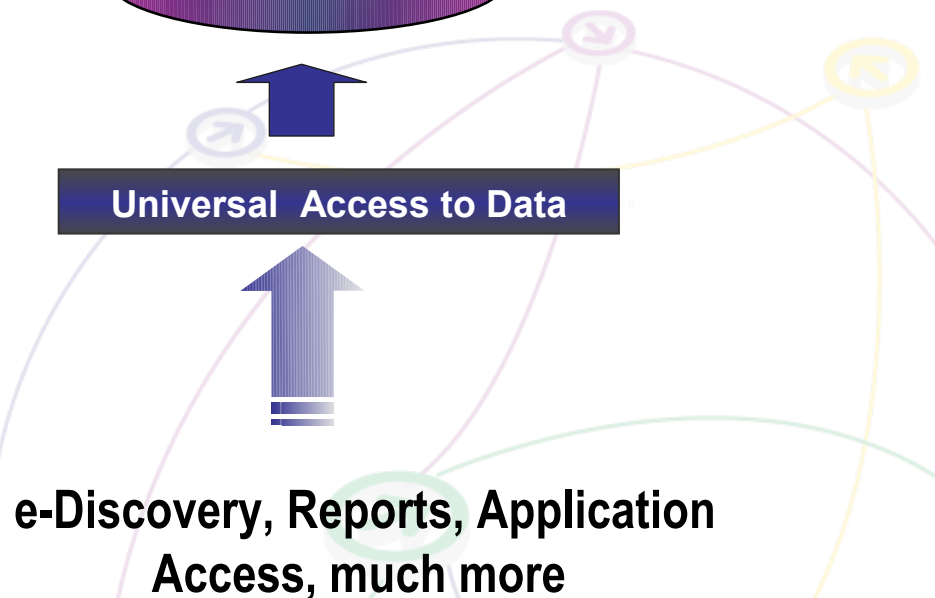 Universal  Access to Data
e-Discovery, Reports, Application
Access, much more